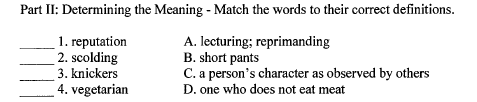 Part II: Determining the Meaning - Match the words to their correct definitions.
_____ 1. reputation A. lecturing; reprimanding
_____ 2. scolding B. short pants
_____ 3. knickers C. a person's character as observed by others
_____ 4. vegetarian D. one who does not eat meat